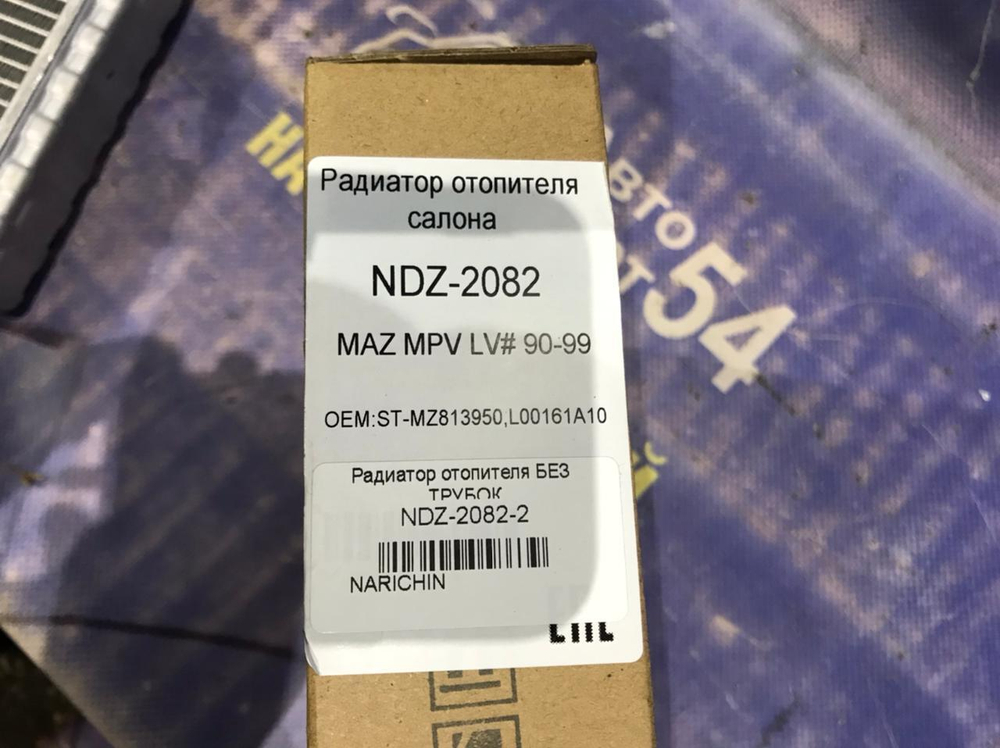 Радиатор отопителя
салона
NDZ-2082
MAZ MPV LV# 90-99
OEM:ST-MZ813950,L00161A10
Радиатор отопителя БЕЗ
ТРУБОК
NDZ-2082-2
NARICHIN
НА
АВТО
54